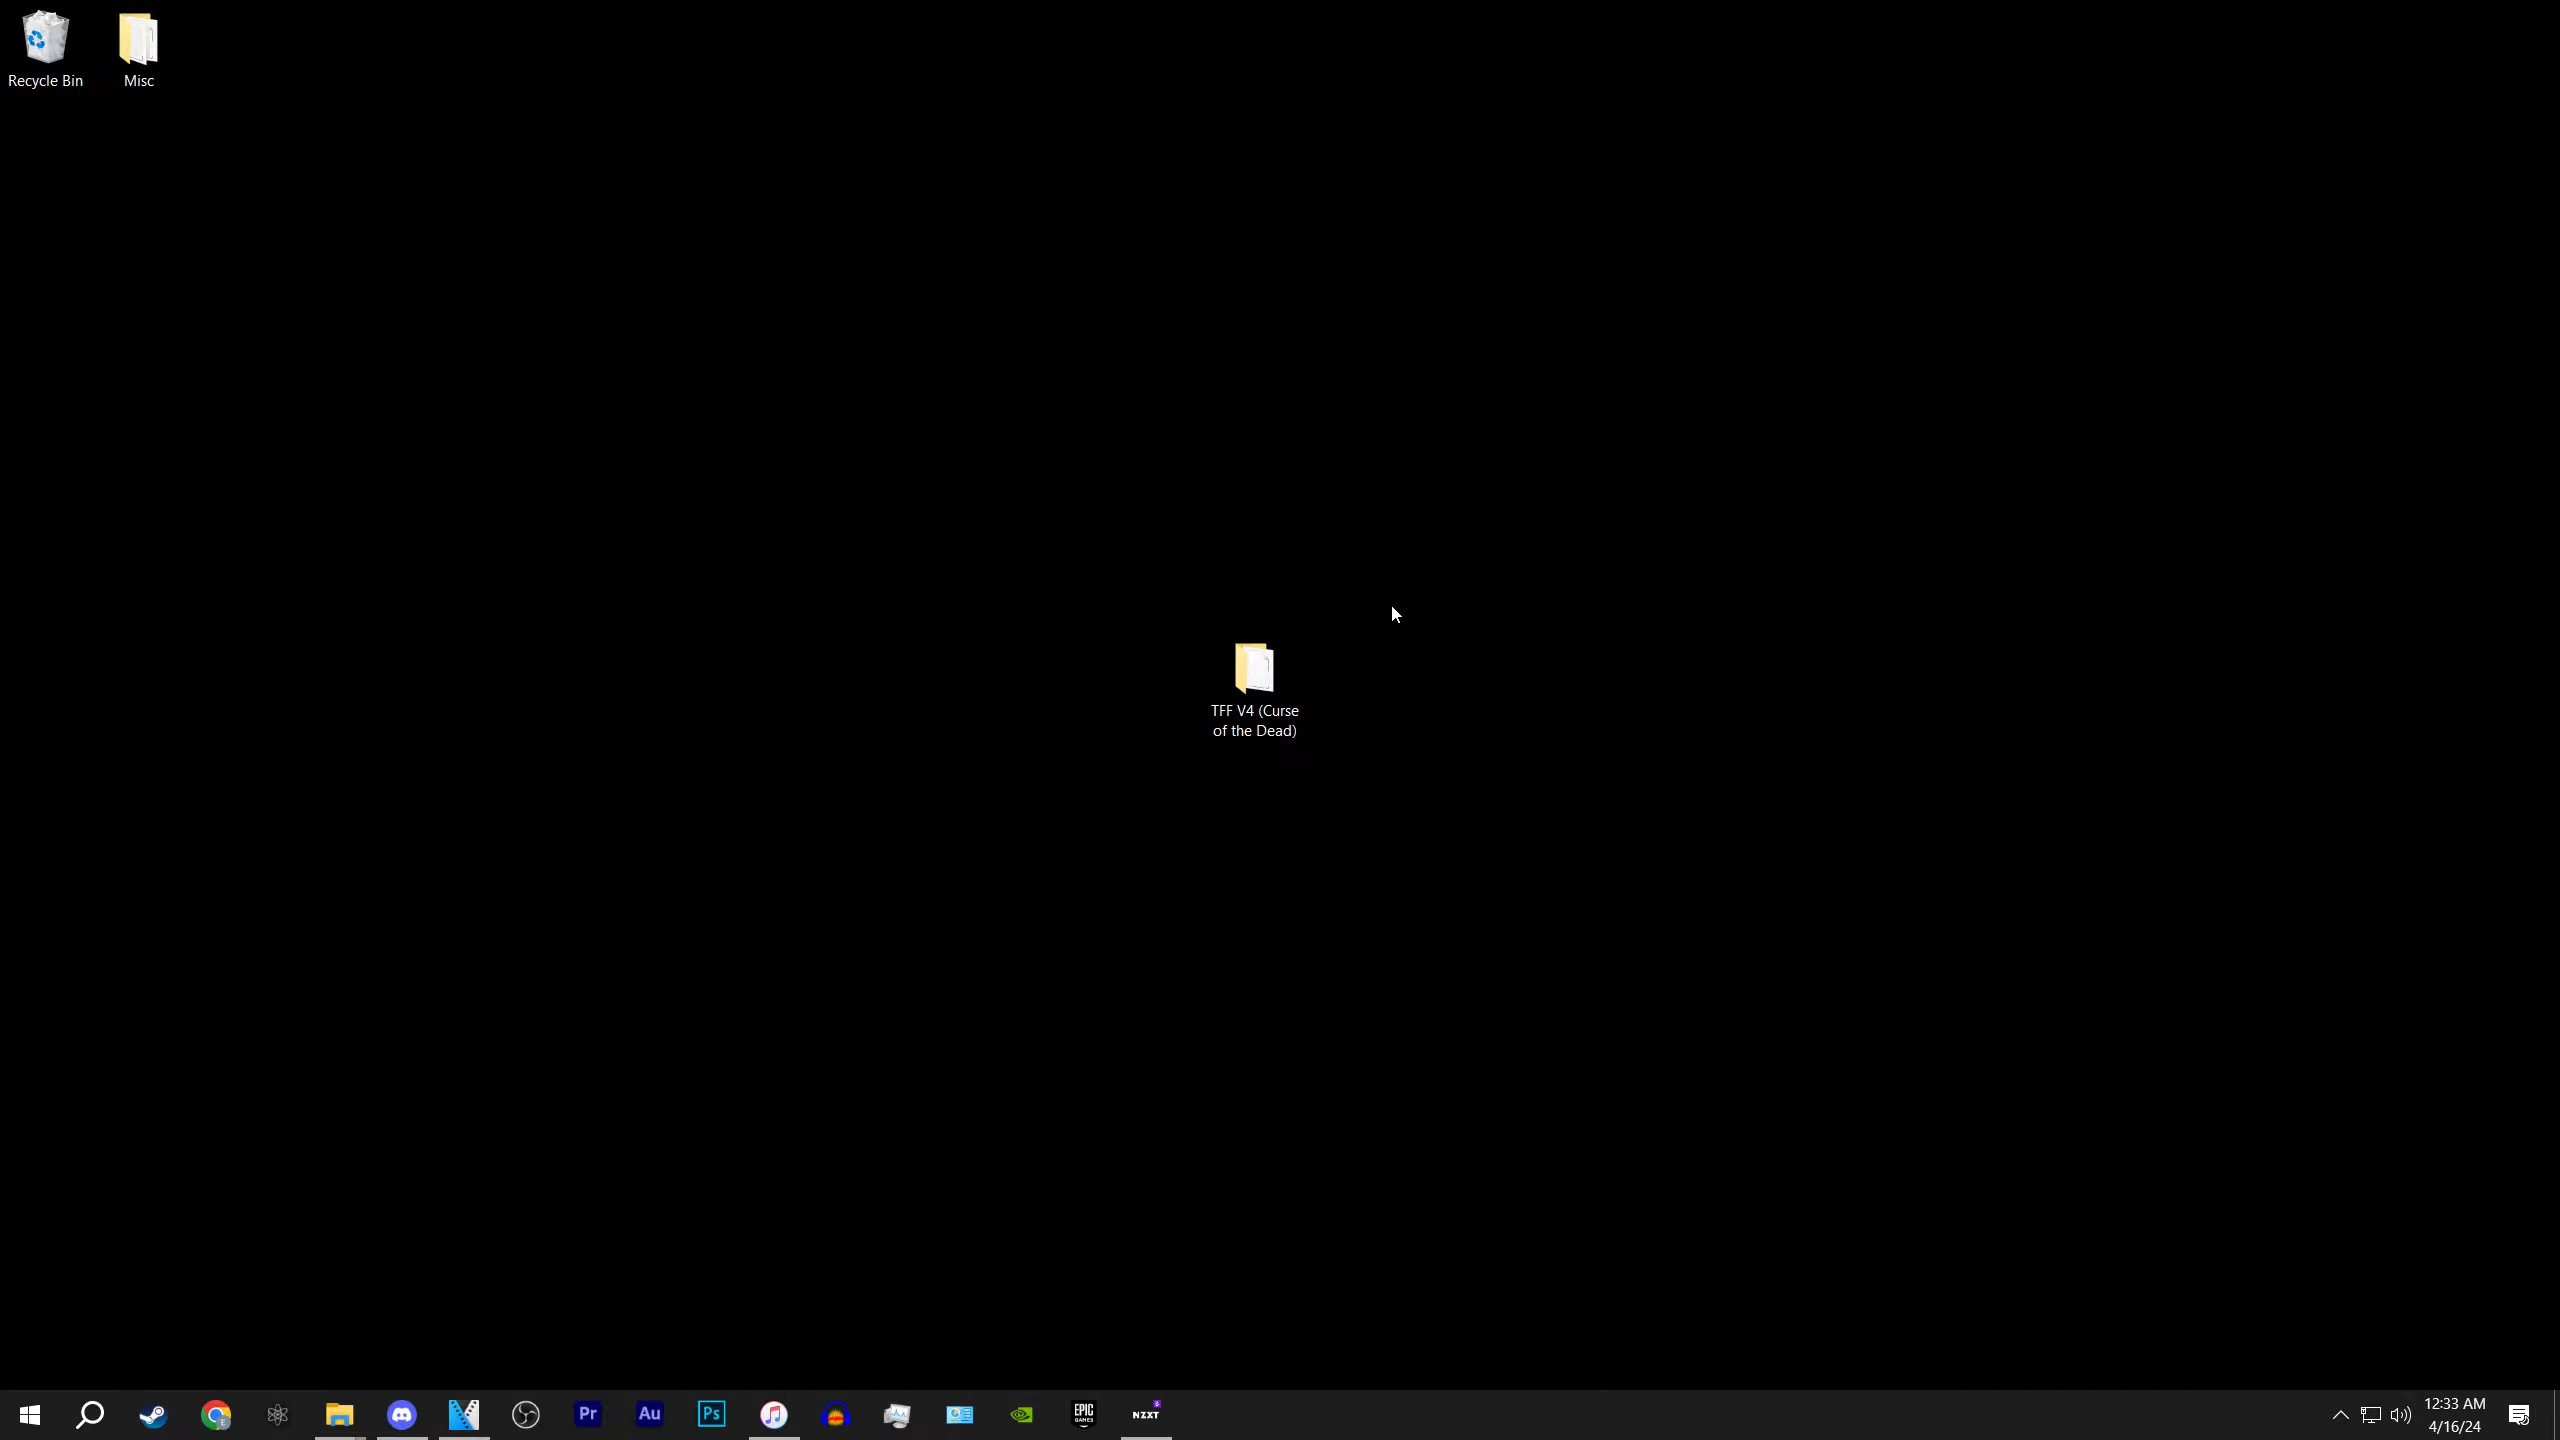 Recycle Bin
Misc
TFF V4 (Curse
of the Dead)
Pr
Au
Ps
EPIC
GAMES
NZXT
12:33 AM
4/16/24